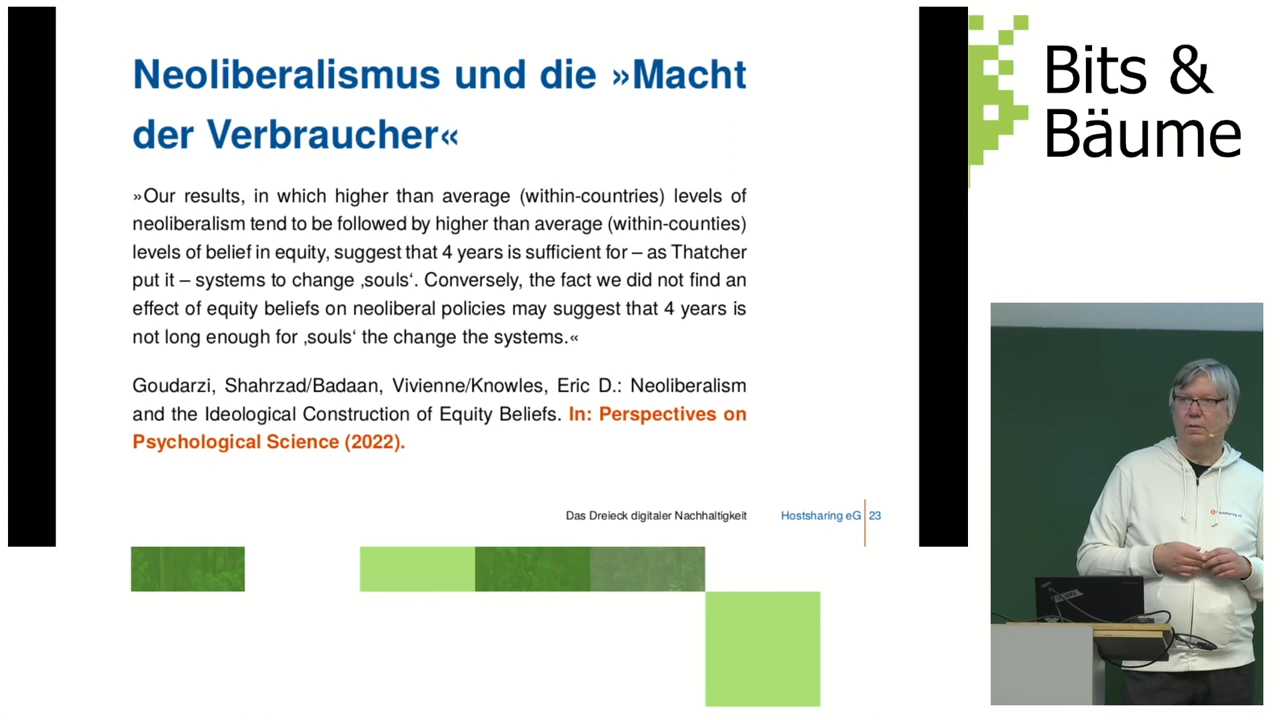 Neoliberalismus und die »Macht
der Verbraucher«
»Our results, in which higher than average (within-countries) levels of
neoliberalism tend to be followed by higher than average (within-counties)
levels of belief in equity, suggest that 4 years is sufficient for – as Thatcher
put it – systems to change ‚souls‘. Conversely, the fact we did not find an
effect of equity beliefs on neoliberal policies may suggest that 4 years is
not long enough for ‚souls‘ the change the systems.«
Goudarzi, Shahrzad/Badaan, Vivienne/Knowles, Eric D.: Neoliberalism
and the Ideological Construction of Equity Beliefs. In: Perspectives on
Psychological Science (2022).
Das Dreieck digitaler Nachhaltigkeit
Hostsharing eG 23
Bits &
Bäume